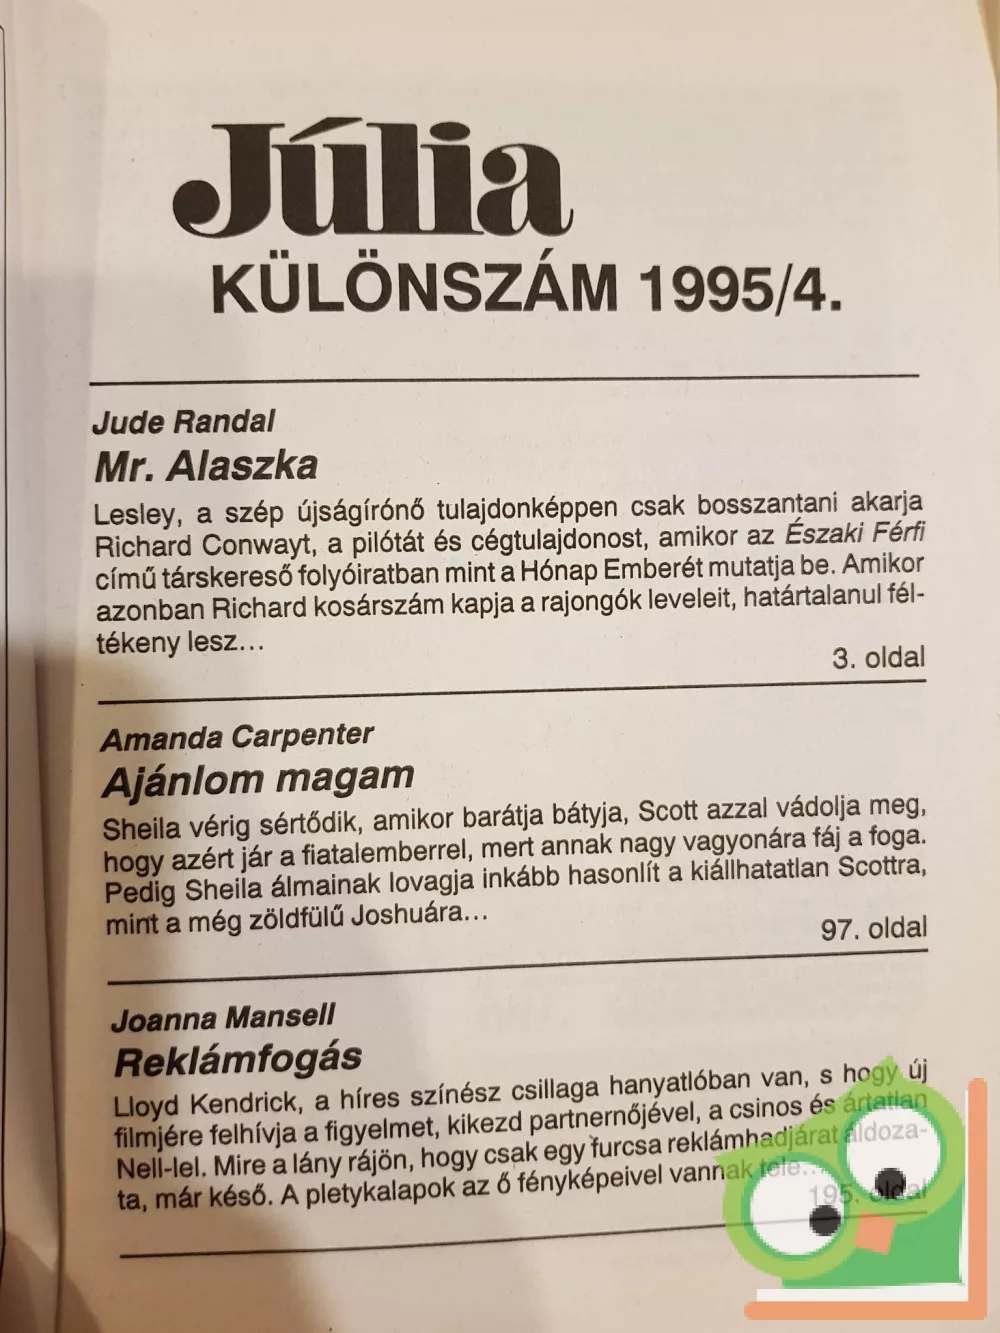 Júlia
KÜLÖNSZÁM 1995/4.
Jude Randal
Mr. Alaszka
Lesley, a szép újságírónő tulajdonképpen csak bosszantani akarja
Richard Conwayt, a pilótát és cégtulajdonost, amikor az Északi Férfi
című társkereső folyóiratban mint a Hónap Emberét mutatja be. Amikor
azonban Richard kosárszám kapja a rajongók leveleit, határtalanul fél-
tékeny lesz...
3. oldal
Amanda Carpenter
Ajánlom magam
Sheila vérig sértődik, amikor barátja bátyja, Scott azzal vádolja meg,
hogy azért jár a fiatalemberrel, mert annak nagy vagyonára fáj a foga.
Pedig Sheila álmainak lovagja inkább hasonlít a kiállhatatlan Scottra,
mint a még zöldfülű Joshuára...
97. oldal
Joanna Mansell
Reklámfogás
Lloyd Kendrick, a híres színész csillaga hanyatlóban van, s hogy új
filmjére felhívja a figyelmet, kikezd partnernőjével, a csinos és ártatlan
Nell-lel. Mire a lány rájön, hogy csak egy furcsa reklámhadjárat áldoza-
ta, már késő. A pletykalapok az ő fényképeivel vannak tele...
195. oldal